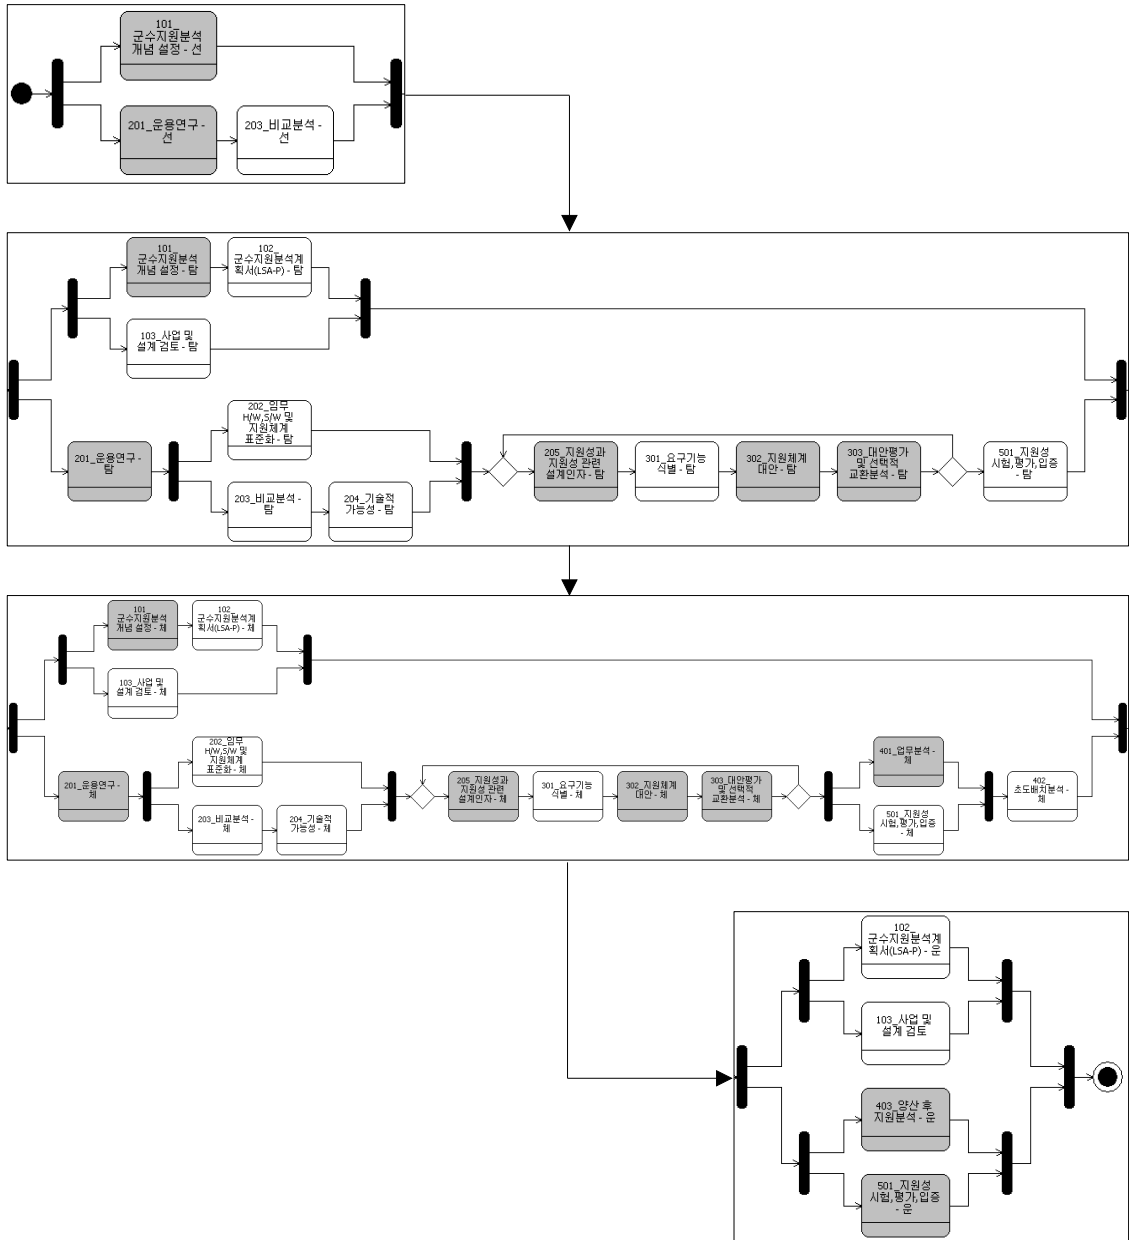 101_
군수지원분석
개념 설정 - 선
201_운용연구 -
선
203_비교분석 -
선
101_
군수지원분석
개념 설정 - 탐
102_
군수지원분석계
획서(LSA-P) - 탐
103_사업 및
설계 검토 - 탐
202_임무
H/W,S/W 및
지원체계
표준화 - 탐
201_운용연구 -
탐
203_비교분석 -
탐
204_기술적
가능성 - 탐
205_지원성과
지원성 관련
설계인자 - 탐
301_요구기능
식별 - 탐
302_지원체계
대안 - 탐
303_대안평가
및 선택적
교환분석 - 탐
501_지원성
시험,평가,입증
- 탐
101_
군수지원분석
개념 설정 - 체
102_
군수지원분석계
획서(LSA-P) - 체
103_사업 및
설계 검토 - 체
202_임무
H/W,S/W 및
지원체계
표준화 - 체
201_운용연구 -
체
203_비교분석 -
체
204_기술적
가능성 - 체
205_지원성과
지원성 관련
설계인자 - 체
301_요구기능
식별 - 체
302_지원체계
대안 - 체
303_대안평가
및 선택적
교환분석 - 체
401_업무분석 -
체
501_지원성
시험,평가,입증
- 체
402_
초도배치분석 -
체
102_
군수지원분석계
획서(LSA-P) - 운
103_사업 및
설계 검토
403_양산 후
지원분석 - 운
501_지원성
시험,평가,입증
- 운